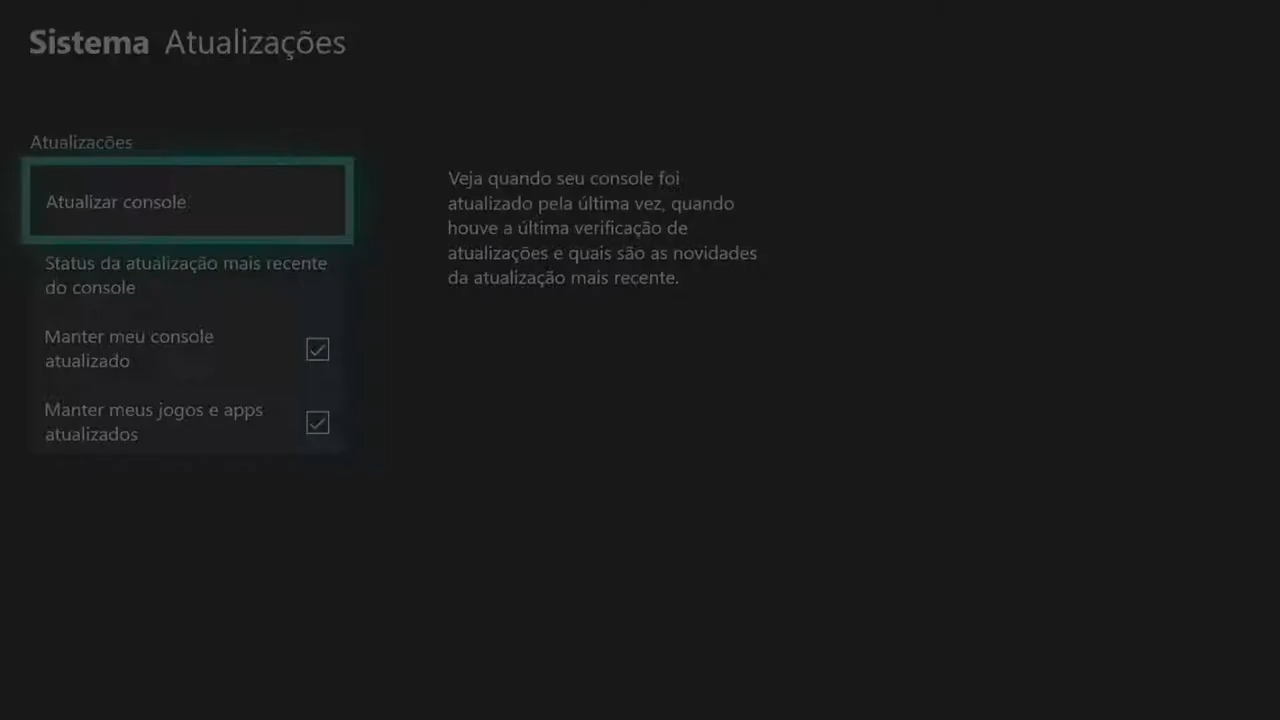 Sistema Atualizações
Atualizações
Atualizar console
Status da atualização mais recente
do console
Manter meu console
atualizado
Manter meus jogos e apps
atualizados
Veja quando seu console foi
atualizado pela última vez, quando
houve a última verificação de
atualizações e quais são as novidades
da atualização mais recente.